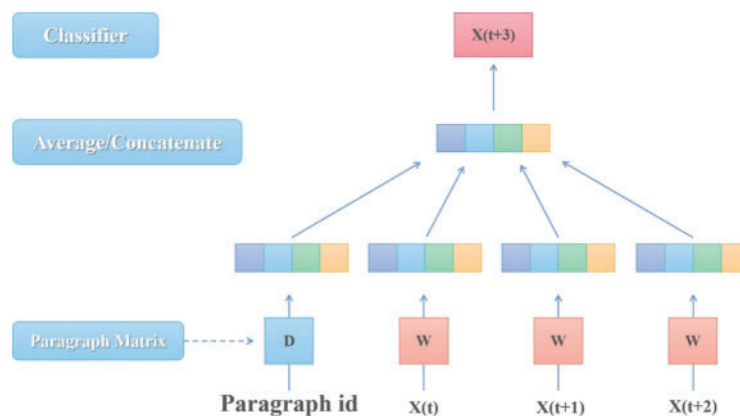 Classifier
X(t+3)
Average/Concatenate
Paragraph Matrix
D
W
W
W
Paragraph id
X(t)
X(t+1)
X(t+2)